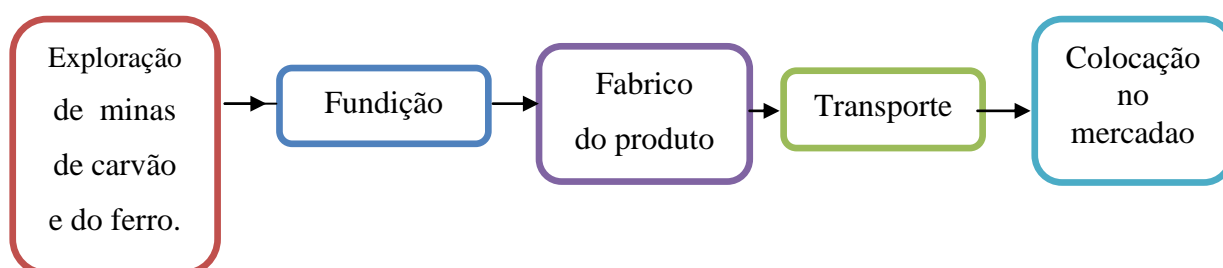 Exploração
de minas
de carvão
e do ferro.
Fundição
Fabrico
do produto
Transporte
Colocação
no
mercadao